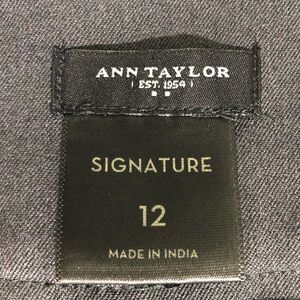 ANN TAYLOR
EST. 1954
SIGNATURE
12
MADE IN INDIA